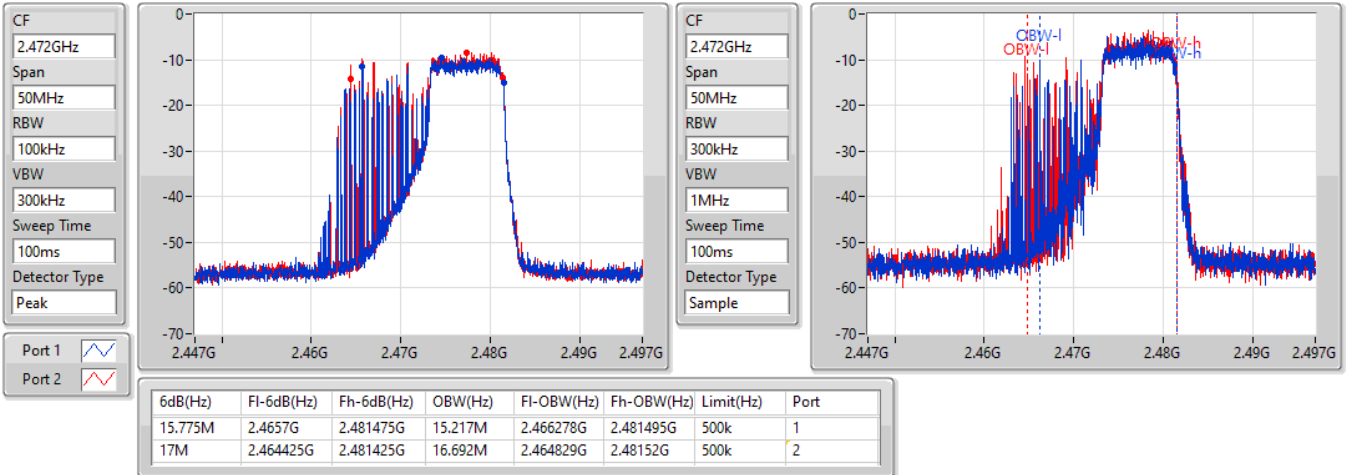 CF
2.472GHz
Span
50MHz
RBW
100kHz
VBW
300kHz
Sweep Time
100ms
Detector Type
Peak
0-
-10-
-20-
-30-
-40-
-50-
-60-
-70-
2.447G 2.46G 2.47G 2.48G 2.49G 2.497G
CF
2.472GHz
Span
50MHz
RBW
300kHz
VBW
1MHz
Sweep Time
100ms
Detector Type
Sample
0-
-10-
-20-
-30-
-40-
-50-
-60-
-70-
OBW-l
OBW-l
2.447G 2.46G 2.47G 2.48G 2.49G 2.497G
Port 1
Port 2
6dB(Hz) Fl-6dB(Hz) Fh-6dB(Hz) OBW(Hz) Fl-OBW(Hz) Fh-OBW(Hz) Limit(Hz) Port
15.775M 2.4657G 2.481475G 15.217M 2.466278G 2.481495G 500k 1
17M 2.464425G 2.481425G 16.692M 2.464829G 2.48152G 500k 2